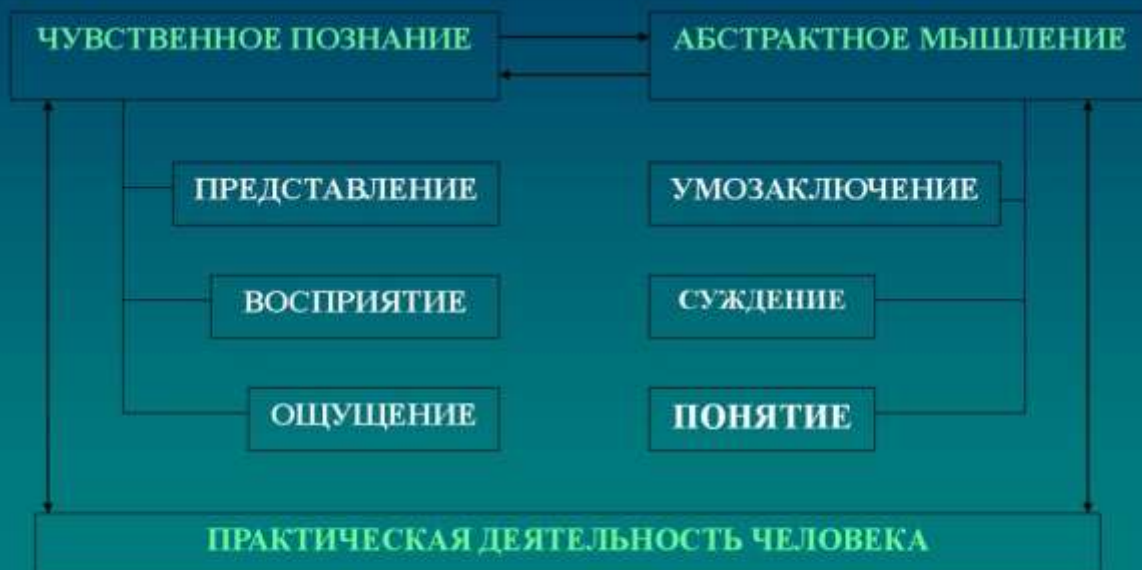 ЧУВСТВЕННОЕ ПОЗНАНИЕ
АБСТРАКТНОЕ МЫШЛЕНИЕ
ПРЕДСТАВЛЕНИЕ
УМОЗАКЛЮЧЕНИЕ
ВОСПРИЯТИЕ
СУЖДЕНИЕ
ОЩУЩЕНИЕ
ПОНЯТИЕ
ПРАКТИЧЕСКАЯ ДЕЯТЕЛЬНОСТЬ ЧЕЛОВЕКА